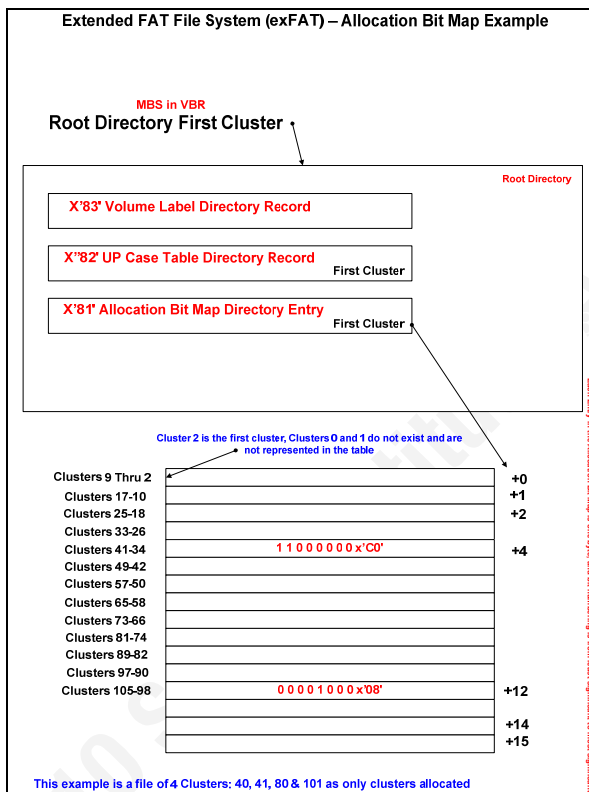 Extended FAT File System (exFAT) – Allocation Bit Map Example
MBS in VBR
Root Directory First Cluster
Root Directory
X'83' Volume Label Directory Record
X"82' UP Case Table Directory Record
First Cluster
X'81' Allocation Bit Map Directory Entry
First Cluster
Cluster 2 is the first cluster, Clusters 0 and 1 do not exist and are
not represented in the table
Clusters 9 Thru 2 +0
Clusters 17-10 +1
Clusters 25-18 +2
Clusters 33-26
Clusters 41-34 1 1 0 0 0 0 0 0 x'C0' +4
Clusters 49-42
Clusters 57-50
Clusters 65-58
Clusters 73-66
Clusters 81-74
Clusters 89-82
Clusters 97-90
Clusters 105-98 0 0 0 0 1 0 0 0 x'08' +12
+14
+15
This example is a file of 4 Clusters: 40, 41, 80 & 101 as only clusters allocated